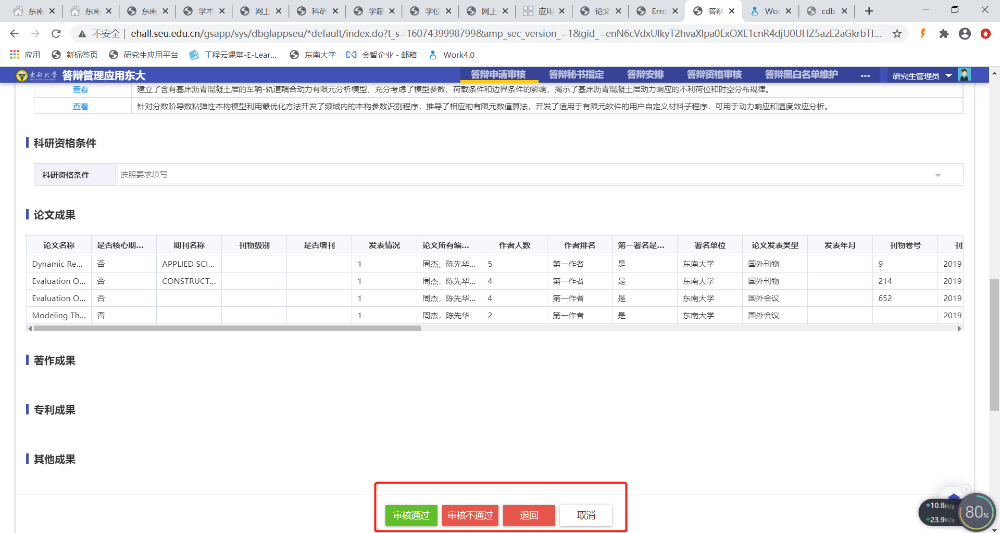 东南 东南 东南 学术 网上 科研 学籍 学位 网上 应用 论文 Erro 答辩 Wor cdb
不安全 ehall.seu.edu.cn/gsapp/sys/dbglappseu/*default/index.do?t_s=1607439998799&amp_sec_version_=1&gid_=enN6cVdxUlkyT2hvaXlpa0ExOXE1cnR4djU0UHZ5azE2aGkrbTl...
应用 新标签页 研究生应用平台 工程云课堂-E-Lear... 东南大学 金智企业 - 邮箱 Work4.0
东南大学 答辩管理应用东大 答辩申请审核 答辩秘书指定 答辩安排 答辩资格审核 答辩黑白名单维护 ... 研究生管理员
查看 建立了含有基床沥青混凝土层的车辆-轨道耦合动力有限元分析模型，充分考虑了模型参数、荷载条件和边界条件的影响，揭示了基床沥青混凝土层动力响应的不利荷位和时空分布规律。
查看 针对分数阶导数粘弹性本构模型利用最优化方法开发了频域内的本构参数识别程序，推导了相应的有限元数值算法，开发了适用于有限元软件的用户自定义材料子程序，可用于动力响应和温度效应分析。
科研资格条件
科研资格条件 按照要求填写
论文成果
论文名称 是否核心期... 期刊名称 刊物级别 是否增刊 发表情况 论文所有编... 作者人数 作者排名 第一署名是... 署名单位 论文发表类型 发表年月 刊物卷号 刊
Dynamic Re... 否 APPLIED SCI... 1 周杰，陈先华... 5 第一作者 是 东南大学 国外刊物 9 2019
Evaluation O... 否 CONSTRUCT... 1 周杰，陈先华... 4 第一作者 是 东南大学 国外刊物 214 2019
Evaluation O... 否 1 周杰，陈先华... 4 第一作者 是 东南大学 国外会议 652 2019
Modeling Th... 否 1 周杰，陈先华 2 第一作者 是 东南大学 国外会议 2019
著作成果
专利成果
其他成果
审核通过 审核不通过 退回 取消
10.8K/s
23.9K/s
80%